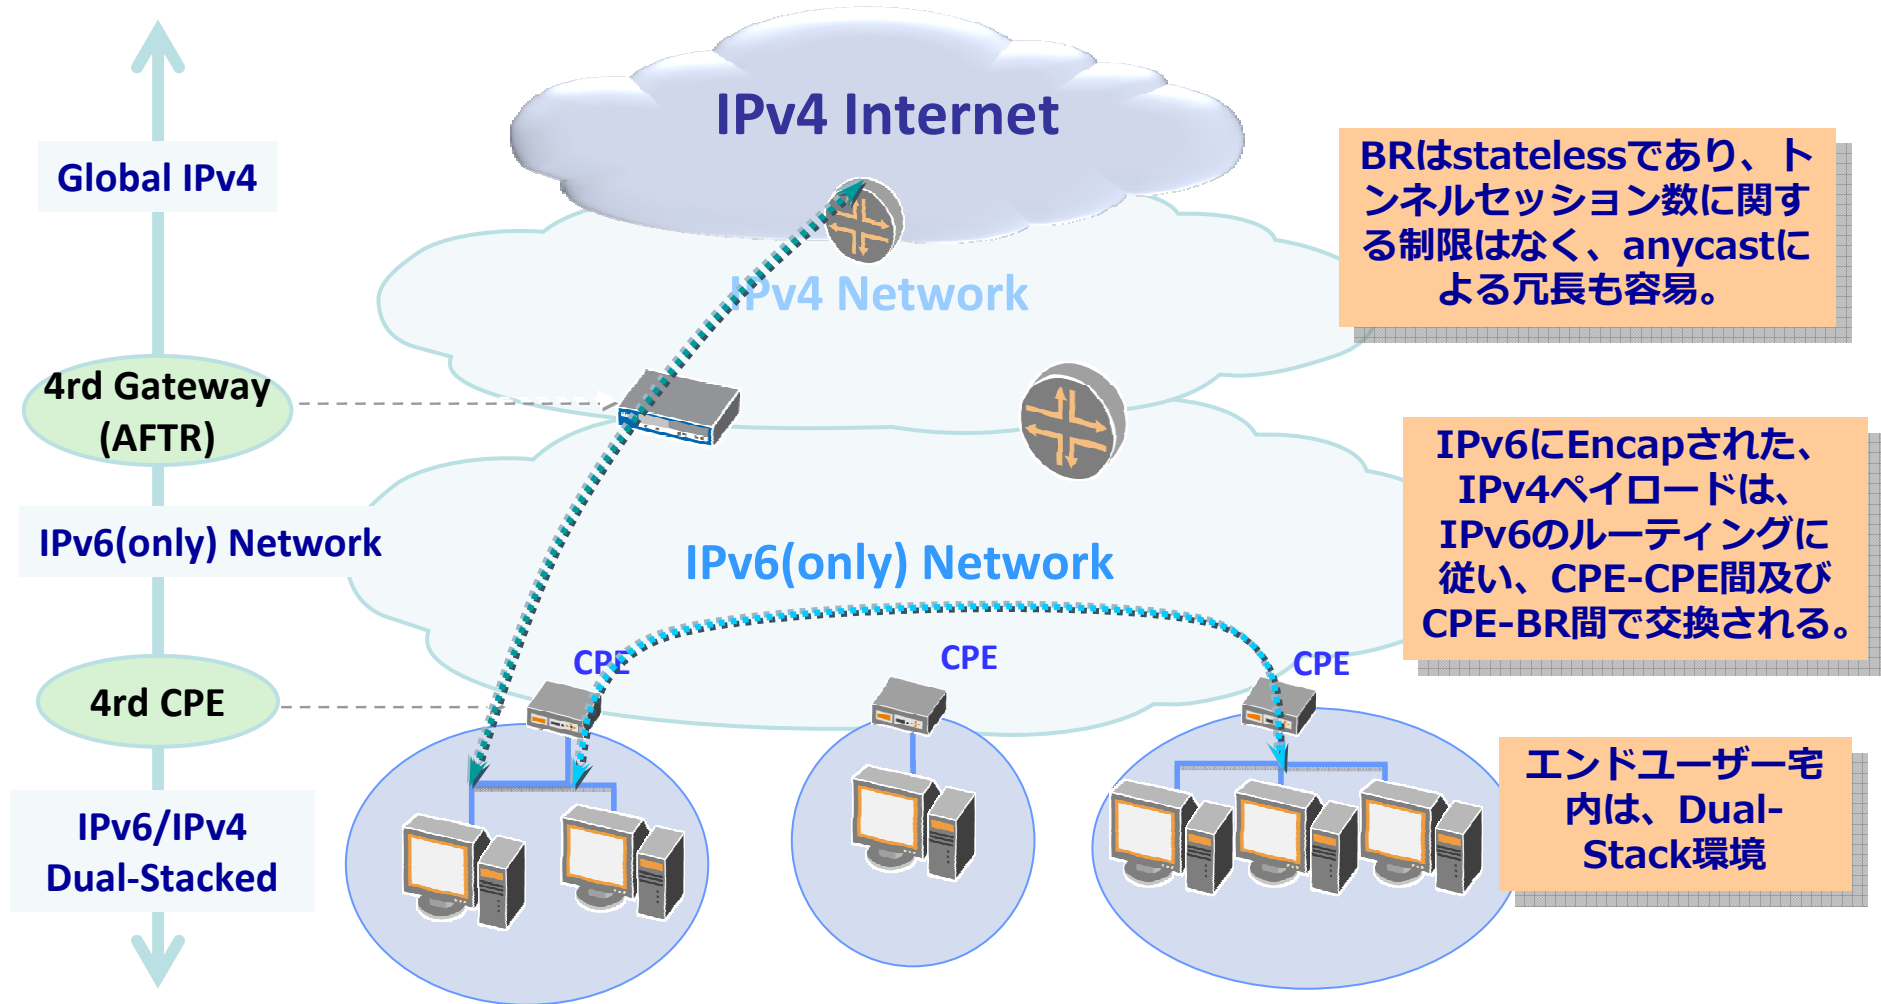 IPv4 Internet
Global IPv4
BRはstatelessであり、ト
ンネルセッション数に関す
る制限はなく、anycastに
よる冗長も容易。
IPv4 Network
4rd Gateway
(AFTR)
IPv6にEncapされた、
IPv4ペイロードは、
IPv6のルーティングに
従い、CPE-CPE間及び
CPE-BR間で交換される。
IPv6(only) Network
IPv6(only) Network
CPE
CPE
CPE
4rd CPE
エンドユーザー宅
内は、Dual-
Stack環境
IPv6/IPv4
Dual-Stacked